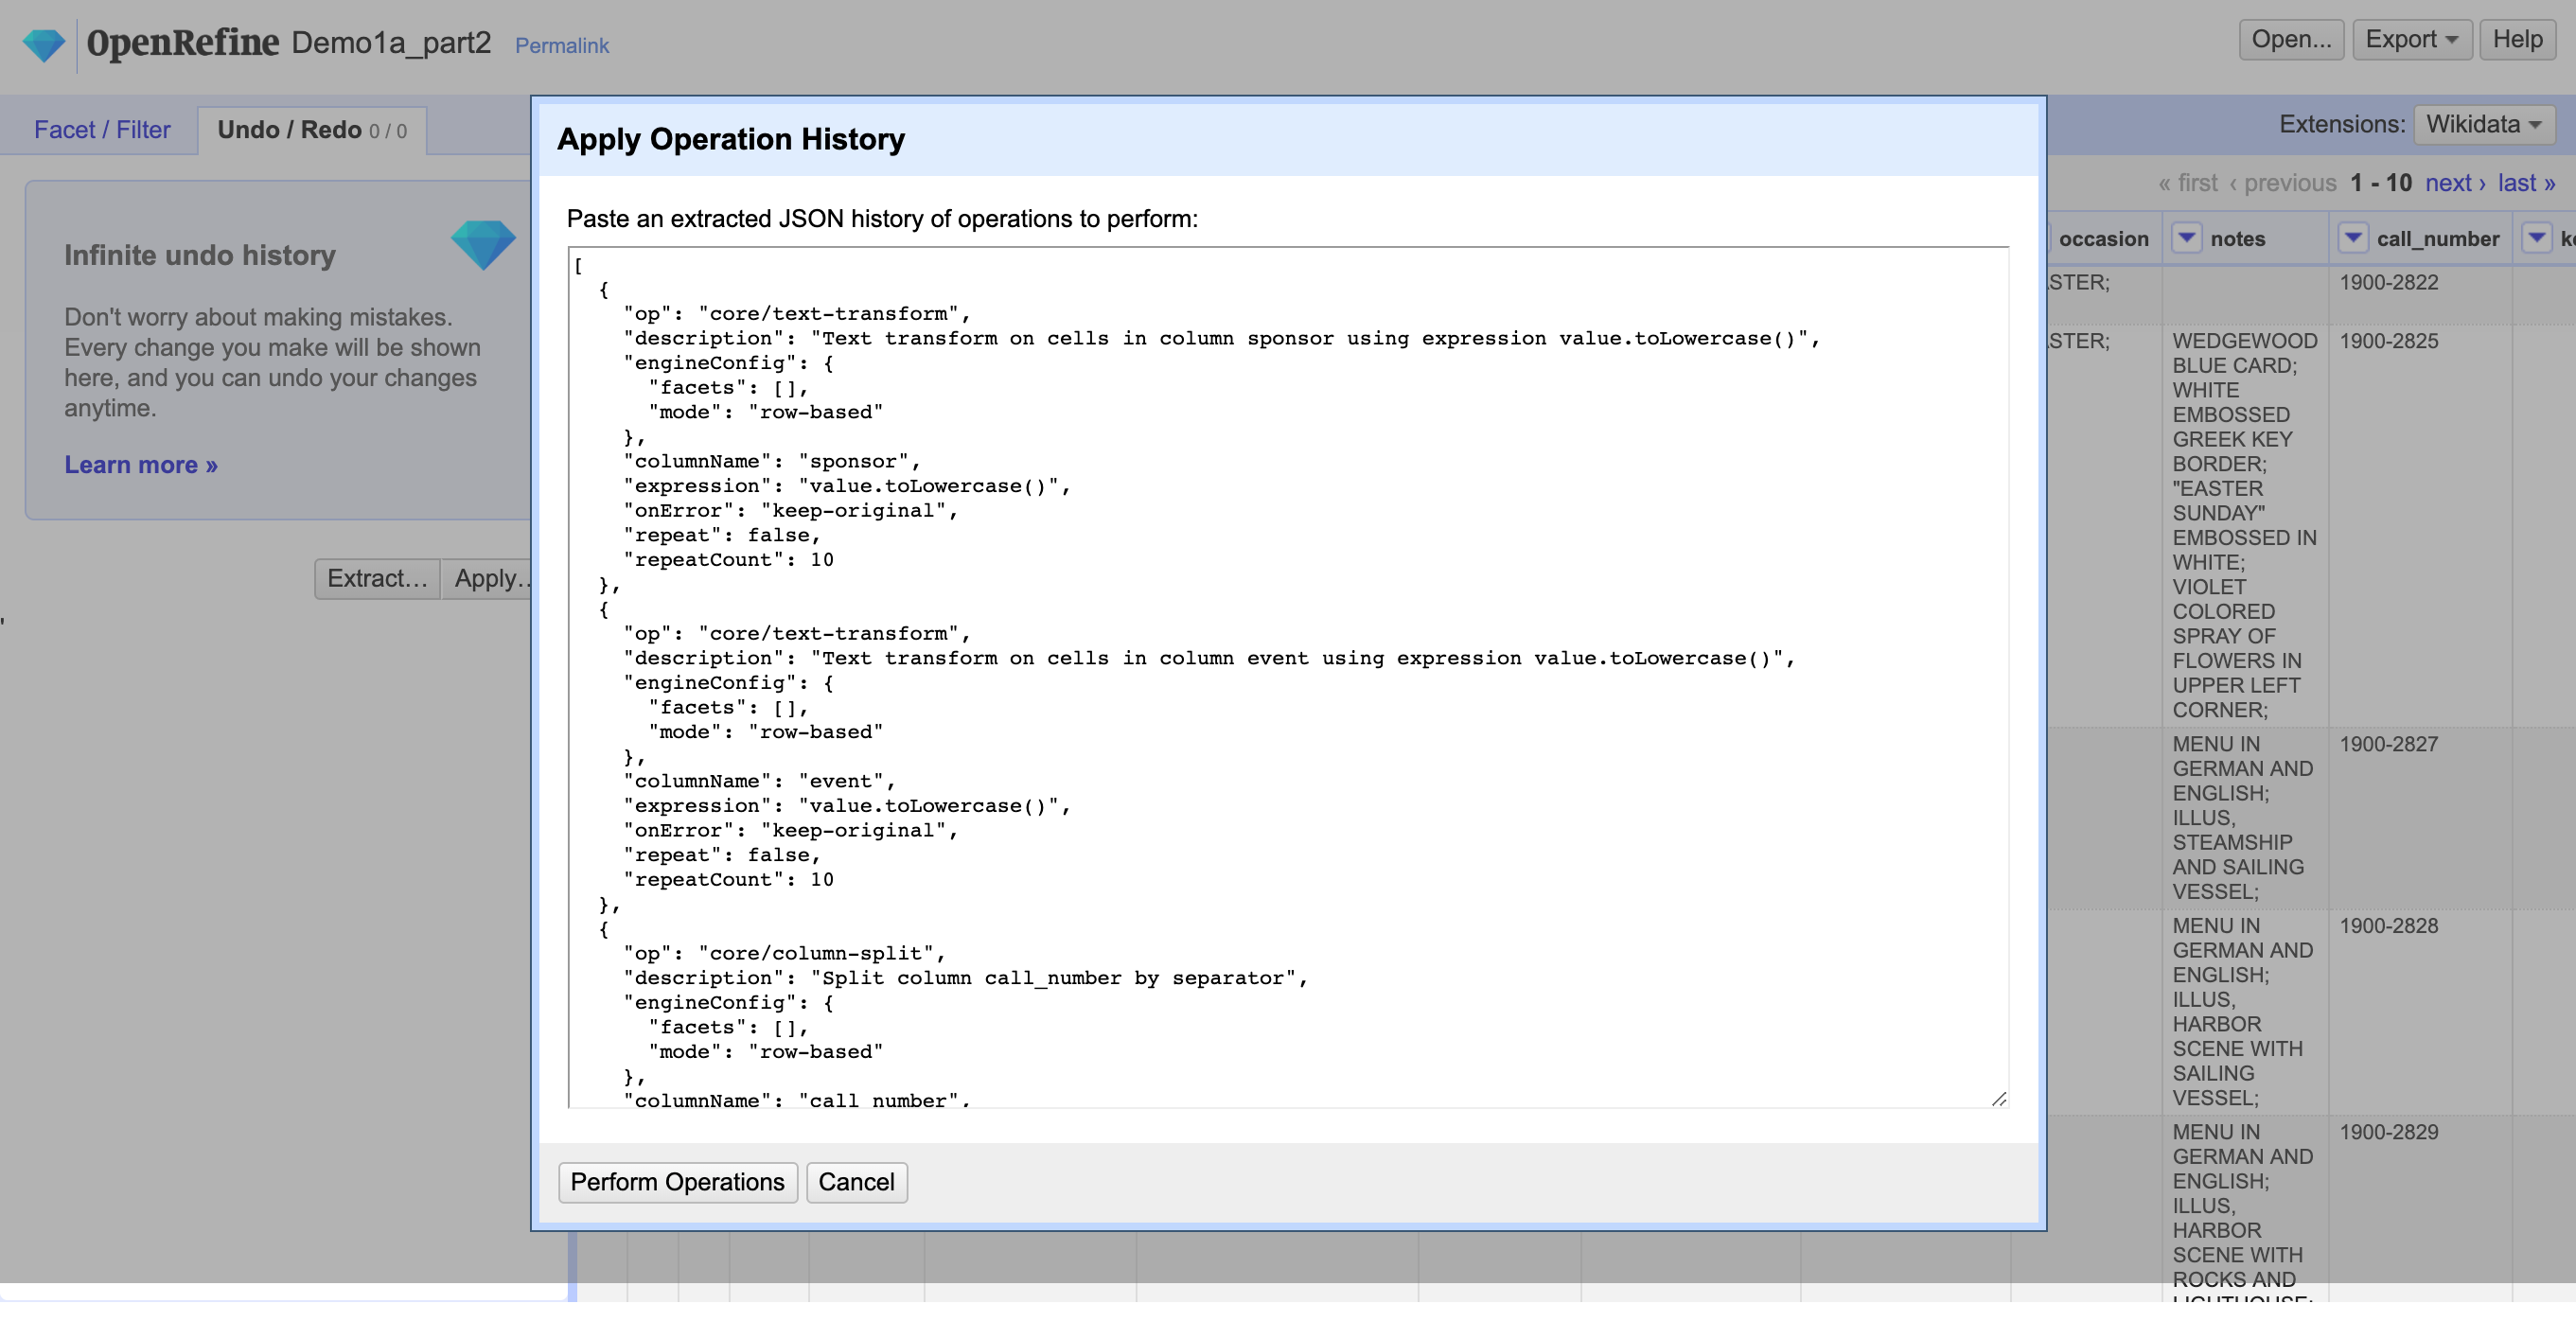 OpenRefine Demo1a_part2 Permalink
Open... Export Help
Facet / Filter Undo / Redo 0 / 0
Extensions: Wikidata
Infinite undo history
Don't worry about making mistakes.
Every change you make will be shown
here, and you can undo your changes
anytime.
Learn more »
Extract... Apply...
Apply Operation History
Paste an extracted JSON history of operations to perform:
[
{
"op": "core/text-transform",
"description": "Text transform on cells in column sponsor using expression value.toLowercase()",
"engineConfig": {
"facets": [],
"mode": "row-based"
},
"columnName": "sponsor",
"expression": "value.toLowercase()",
"onError": "keep-original",
"repeat": false,
"repeatCount": 10
},
{
"op": "core/text-transform",
"description": "Text transform on cells in column event using expression value.toLowercase()",
"engineConfig": {
"facets": [],
"mode": "row-based"
},
"columnName": "event",
"expression": "value.toLowercase()",
"onError": "keep-original",
"repeat": false,
"repeatCount": 10
},
{
"op": "core/column-split",
"description": "Split column call_number by separator",
"engineConfig": {
"facets": [],
"mode": "row-based"
},
"columnName": "call_number",
Perform Operations Cancel
« first ‹ previous 1 - 10 next › last »
occasion notes call_number
STER; 1900-2822
STER; WEDGEWOOD 1900-2825
BLUE CARD;
WHITE
EMBOSSED
GREEK KEY
BORDER;
"EASTER
SUNDAY"
EMBOSSED IN
WHITE;
VIOLET
COLORED
SPRAY OF
FLOWERS IN
UPPER LEFT
CORNER;
MENU IN 1900-2827
GERMAN AND
ENGLISH;
ILLUS,
STEAMSHIP
AND SAILING
VESSEL;
MENU IN 1900-2828
GERMAN AND
ENGLISH;
ILLUS,
HARBOR
SCENE WITH
SAILING
VESSEL;
MENU IN 1900-2829
GERMAN AND
ENGLISH;
ILLUS,
HARBOR
SCENE WITH
ROCKS AND
LIGHTHOUSE;